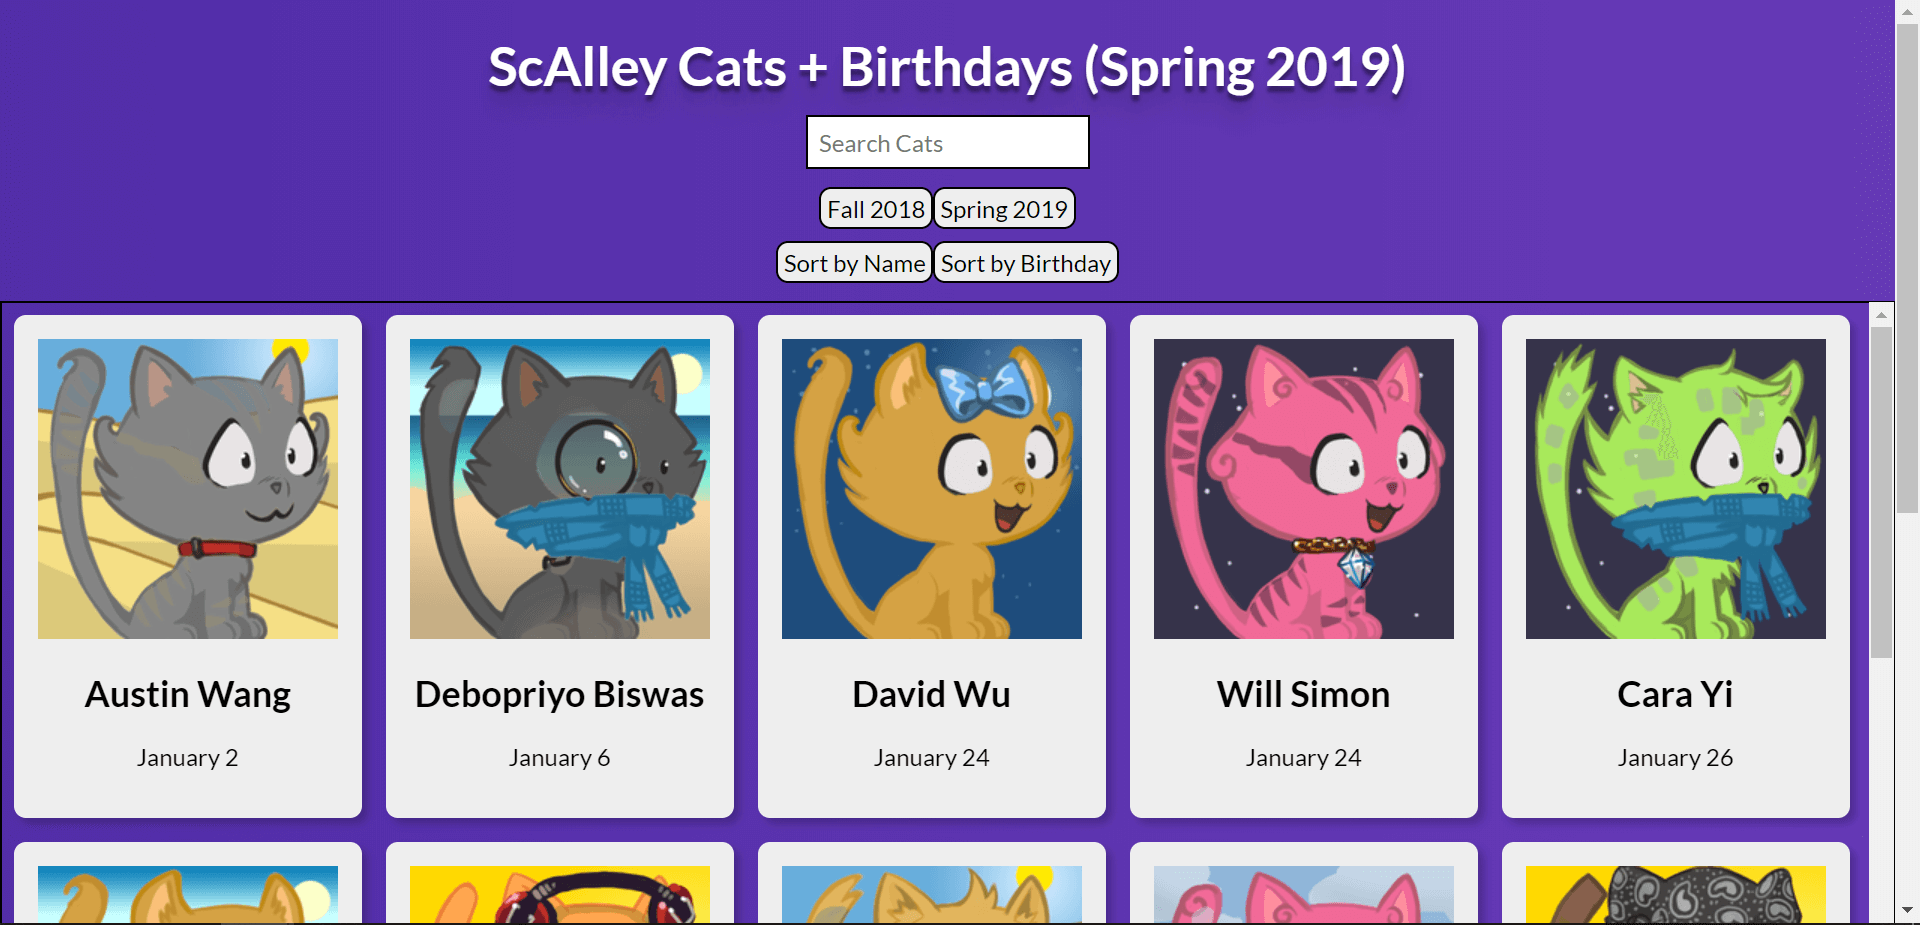 ScAlley Cats + Birthdays (Spring 2019)
Search Cats
Fall 2018 Spring 2019
Sort by Name Sort by Birthday
Austin Wang
January 2
Debopriyo Biswas
January 6
David Wu
January 24
Will Simon
January 24
Cara Yi
January 26